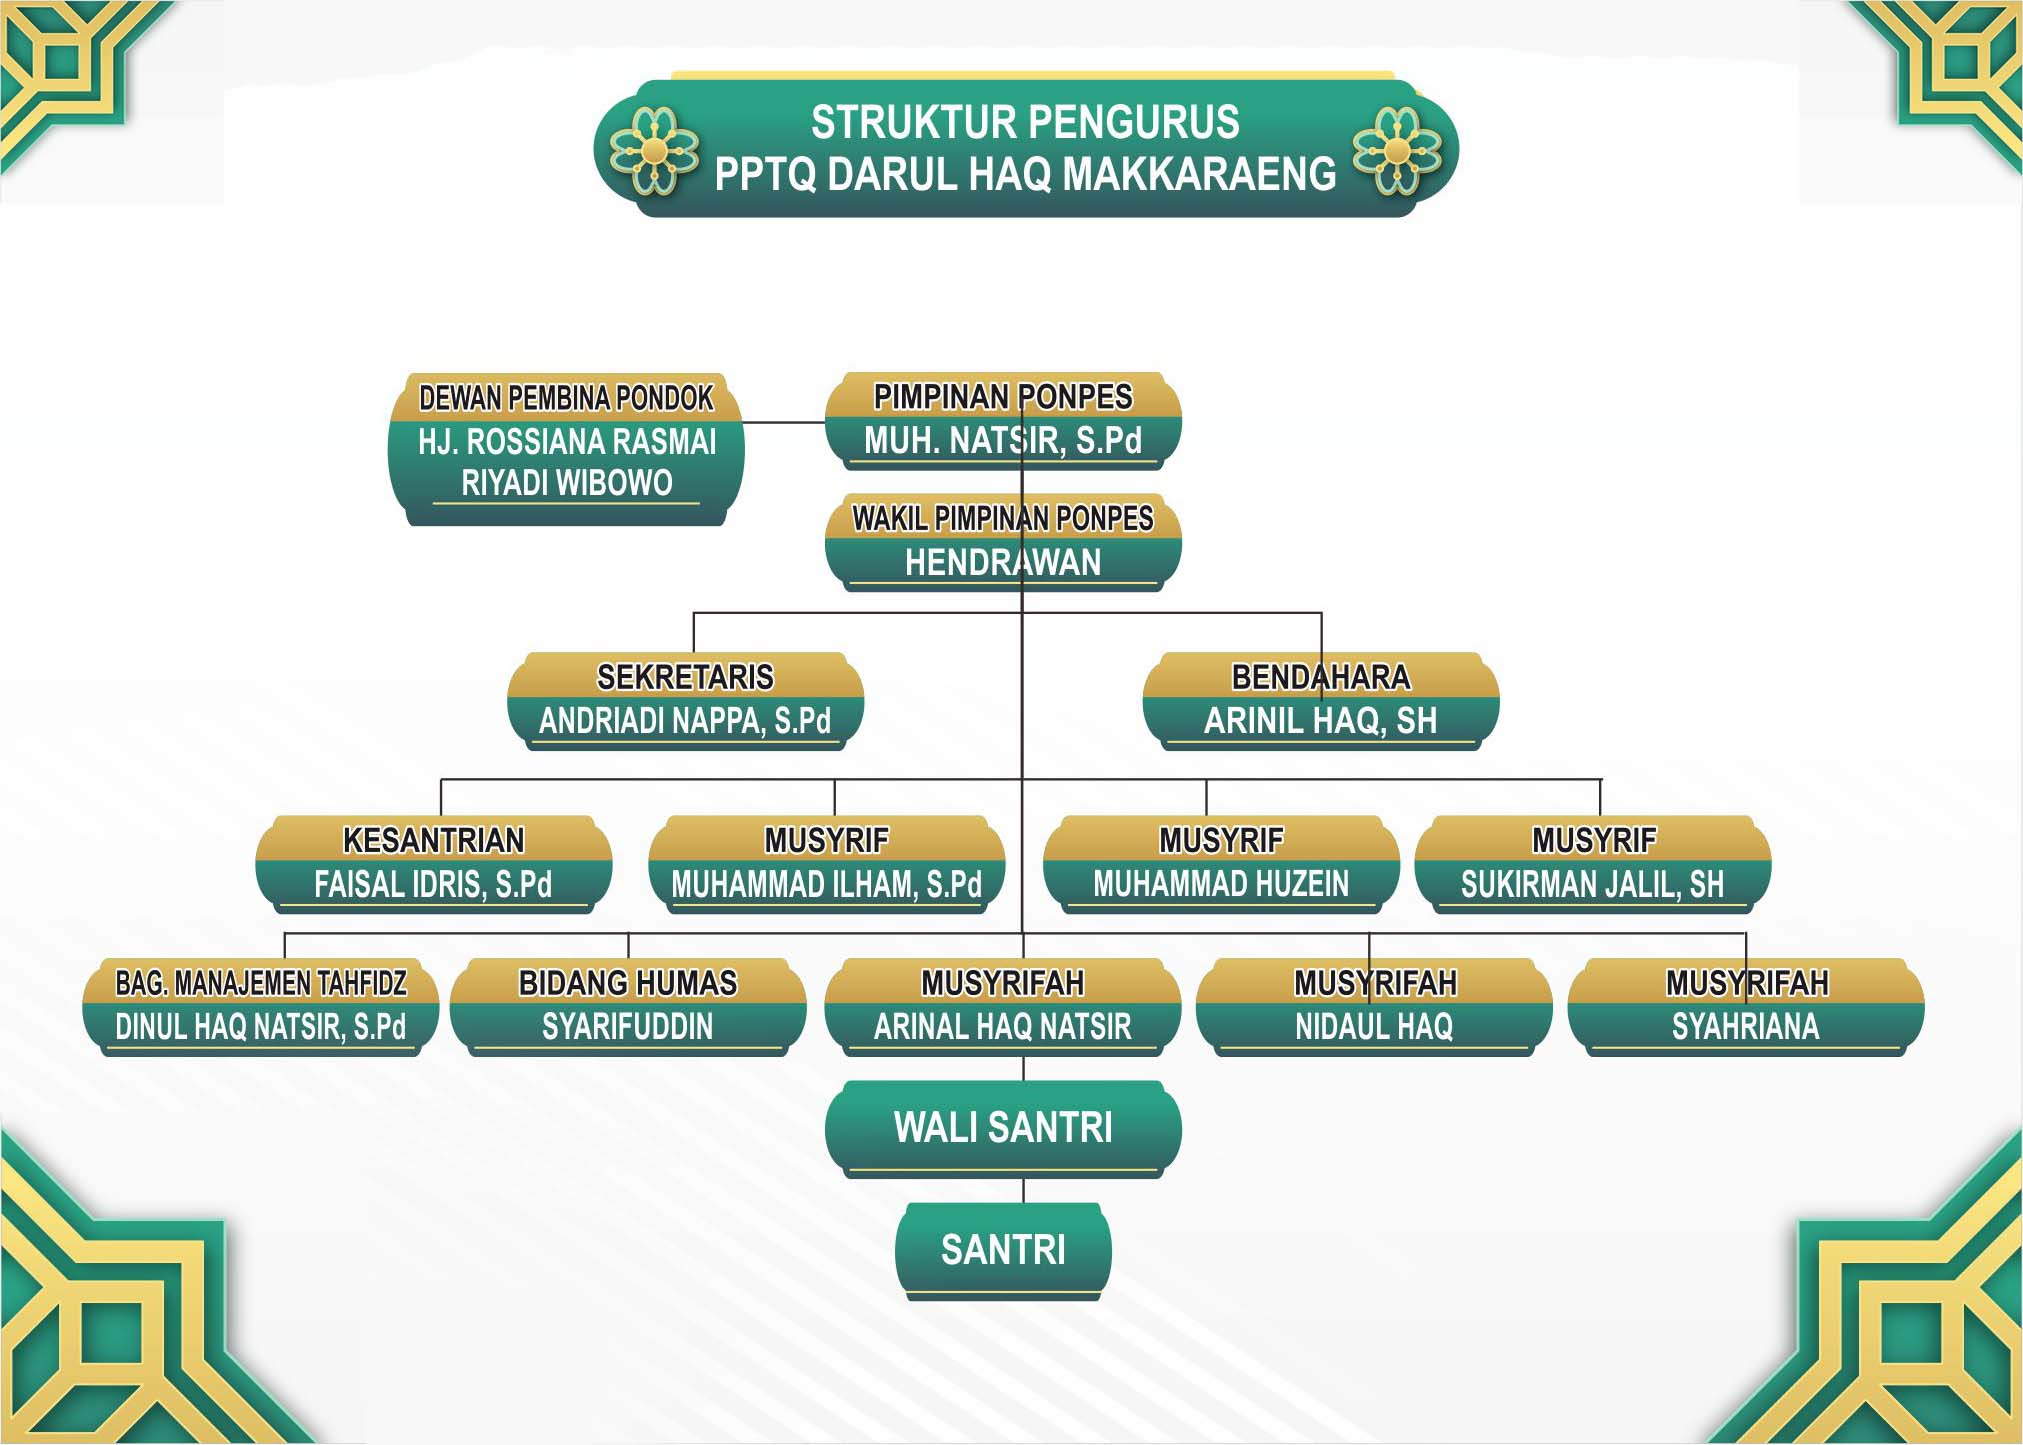 STRUKTUR PENGURUS
PPTQ DARUL HAQ MAKKARAENG
DEWAN PEMBINA PONDOK
HJ. ROSSIANA RASMAI
RIYADI WIBOWO
PIMPINAN PONPES
MUH. NATSIR, S.Pd
WAKIL PIMPINAN PONPES
HENDRAWAN
SEKRETARIS
ANDRIADI NAPPA, S.Pd
BENDAHARA
ARINIL HAQ, SH
KESANTRIAN
FAISAL IDRIS, S.Pd
MUSYRIF
MUHAMMAD ILHAM, S.Pd
MUSYRIF
MUHAMMAD HUZEIN
MUSYRIF
SUKIRMAN JALIL, SH
BAG. MANAJEMEN TAHFIDZ
DINUL HAQ NATSIR, S.Pd
BIDANG HUMAS
SYARIFUDDIN
MUSYRIFAH
ARINAL HAQ NATSIR
MUSYRIFAH
NIDAUL HAQ
MUSYRIFAH
SYAHRIANA
WALI SANTRI
SANTRI